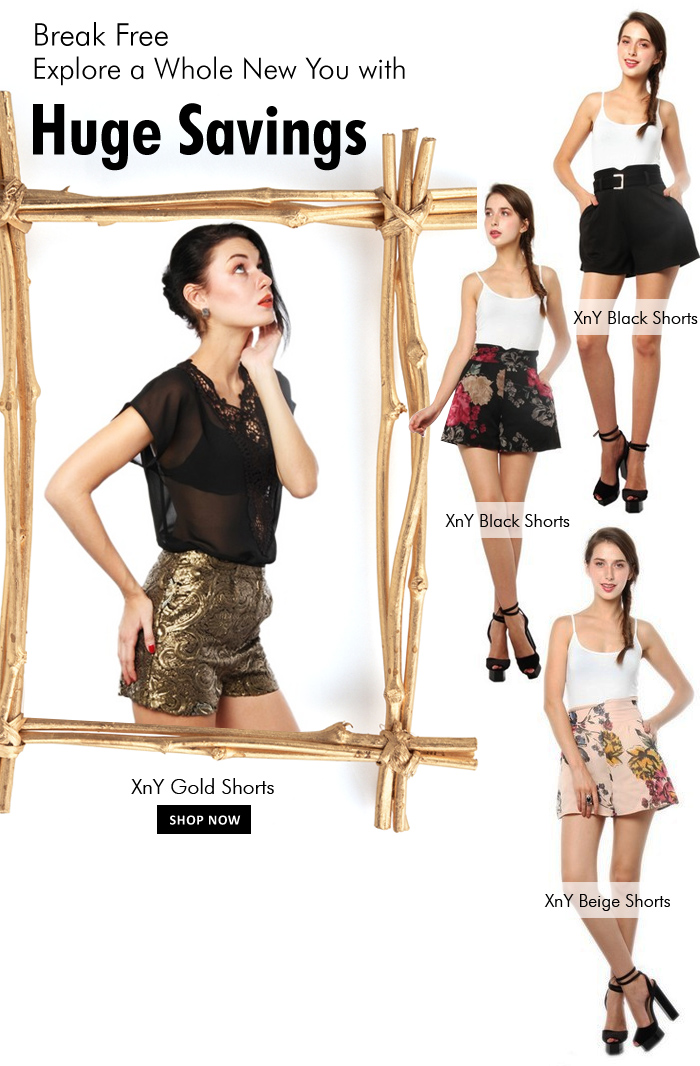 Break Free
Explore a Whole New You with
Huge Savings
XnY Black Shorts
XnY Black Shorts
XnY Gold Shorts
SHOP NOW
XnY Beige Shorts